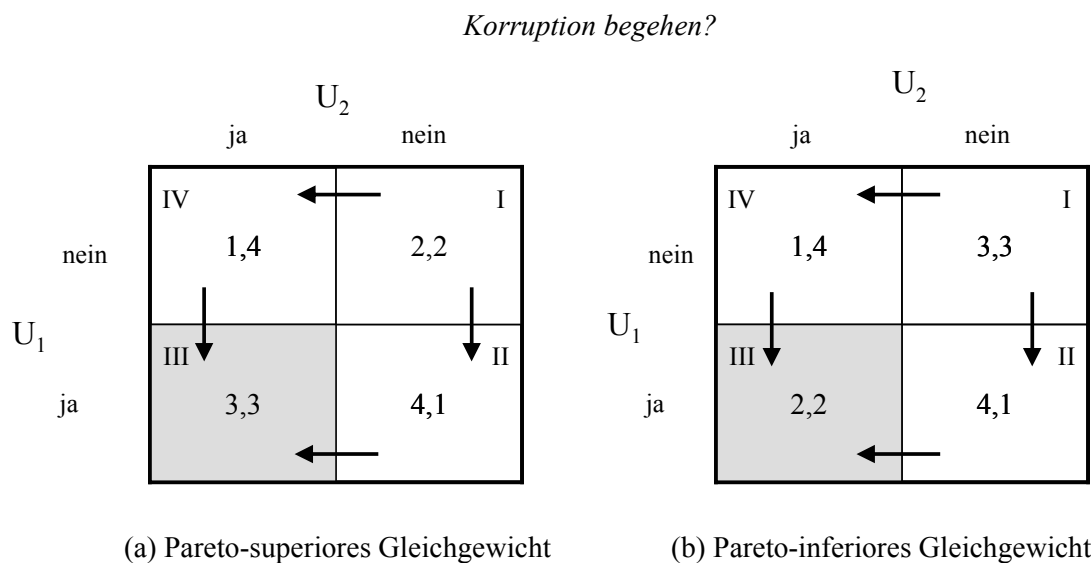 Korruption begehen?
U2
ja nein
IV I
nein 1,4 2,2
U1
III II
ja 3,3 4,1
(a) Pareto-superiores Gleichgewicht
U2
ja nein
IV I
nein 1,4 3,3
U1
III II
ja 2,2 4,1
(b) Pareto-inferiores Gleichgewicht